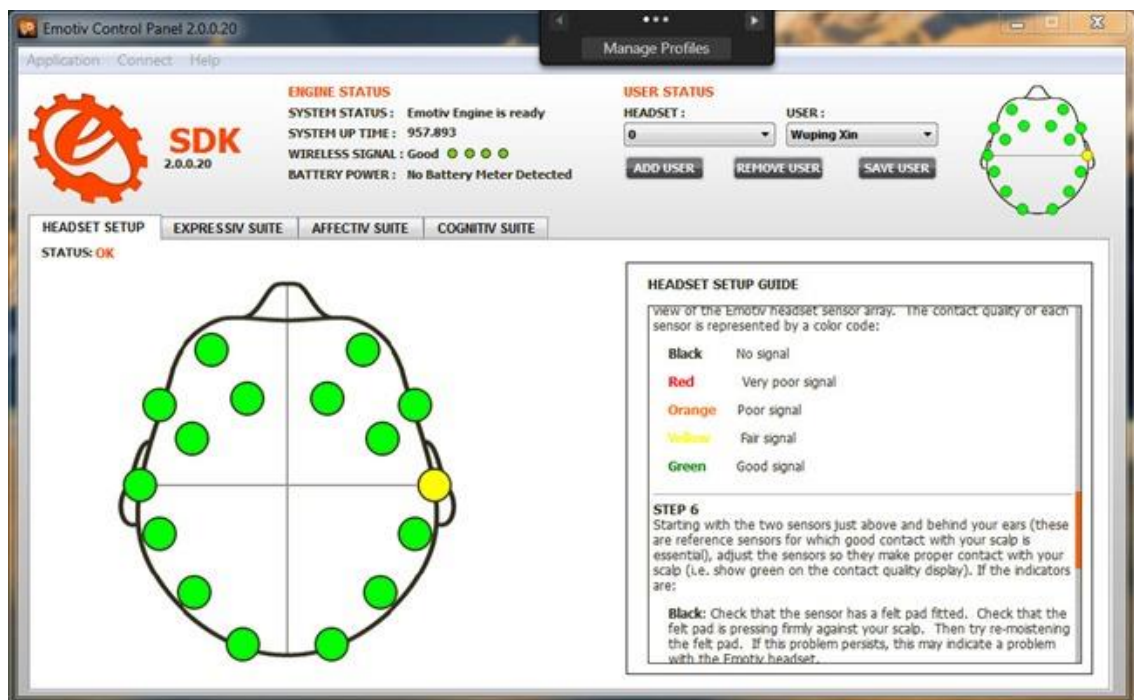 Emotiv Control Panel 2.0.0.20
Manage Profiles
Application Connect Help
SDK
2.0.0.20
ENGINE STATUS
SYSTEM STATUS : Emotiv Engine is ready
SYSTEM UP TIME : 957.893
WIRELESS SIGNAL : Good
BATTERY POWER : No Battery Meter Detected
USER STATUS
HEADSET : USER :
0 Wuping Xin
ADD USER REMOVE USER SAVE USER
HEADSET SETUP EXPRESSIV SUITE AFFECTIV SUITE COGNITIV SUITE
STATUS: OK
HEADSET SETUP GUIDE
view of the Emotiv headset sensor array. The contact quality of each
sensor is represented by a color code:
Black No signal
Red Very poor signal
Orange Poor signal
Yellow Fair signal
Green Good signal
STEP 6
Starting with the two sensors just above and behind your ears (these
are reference sensors for which good contact with your scalp is
essential), adjust the sensors so they make proper contact with your
scalp (i.e. show green on the contact quality display). If the indicators
are:
Black: Check that the sensor has a felt pad fitted. Check that the
felt pad is pressing firmly against your scalp. Then try re-moistening
the felt pad. If this problem persists, this may indicate a problem
with the Emotiv headset.